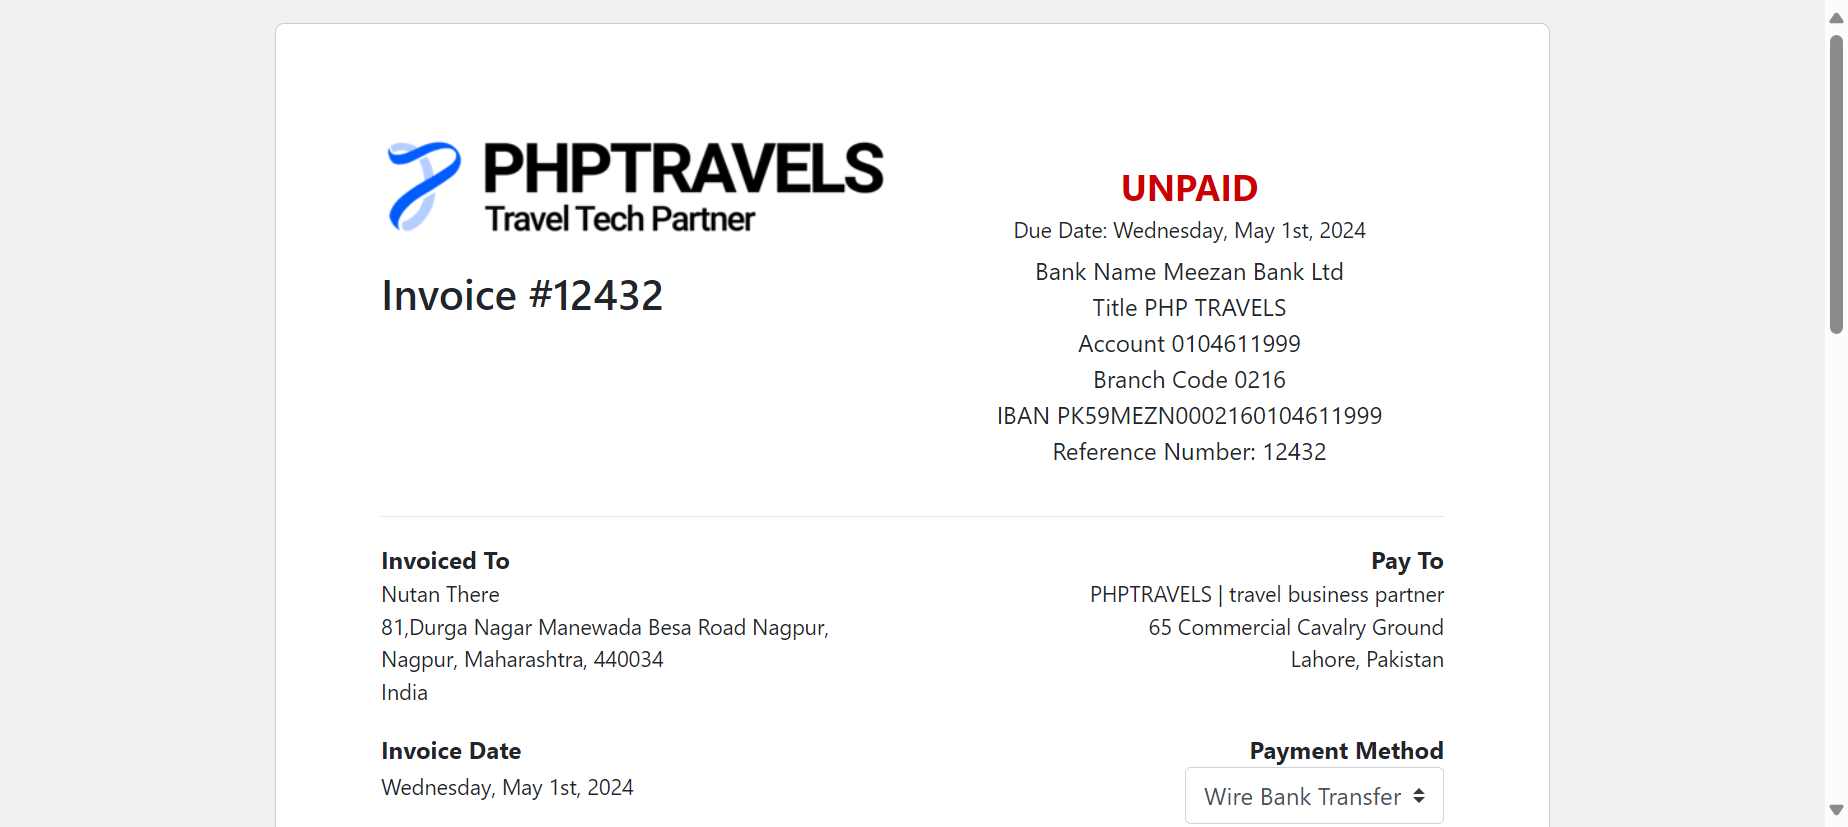 PHPTRAVELS
Travel Tech Partner
Invoice #12432
UNPAID
Due Date: Wednesday, May 1st, 2024
Bank Name Meezan Bank Ltd
Title PHP TRAVELS
Account 0104611999
Branch Code 0216
IBAN PK59MEZN0002160104611999
Reference Number: 12432
Invoiced To
Nutan There
81,Durga Nagar Manewada Besa Road Nagpur,
Nagpur, Maharashtra, 440034
India
Pay To
PHPTRAVELS | travel business partner
65 Commercial Cavalry Ground
Lahore, Pakistan
Invoice Date
Wednesday, May 1st, 2024
Payment Method
Wire Bank Transfer